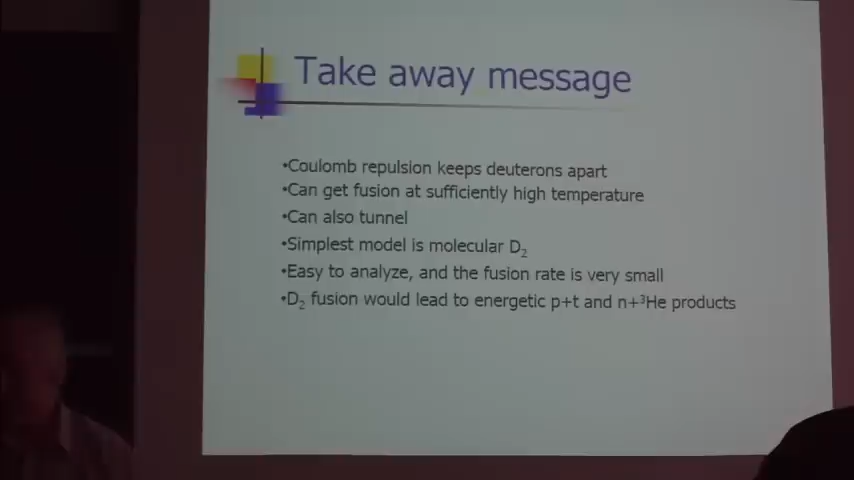 Take away message
•Coulomb repulsion keeps deuterons apart
•Can get fusion at sufficiently high temperature
•Can also tunnel
•Simplest model is molecular D₂
•Easy to analyze, and the fusion rate is very small
•D₂ fusion would lead to energetic p+t and n+³He products